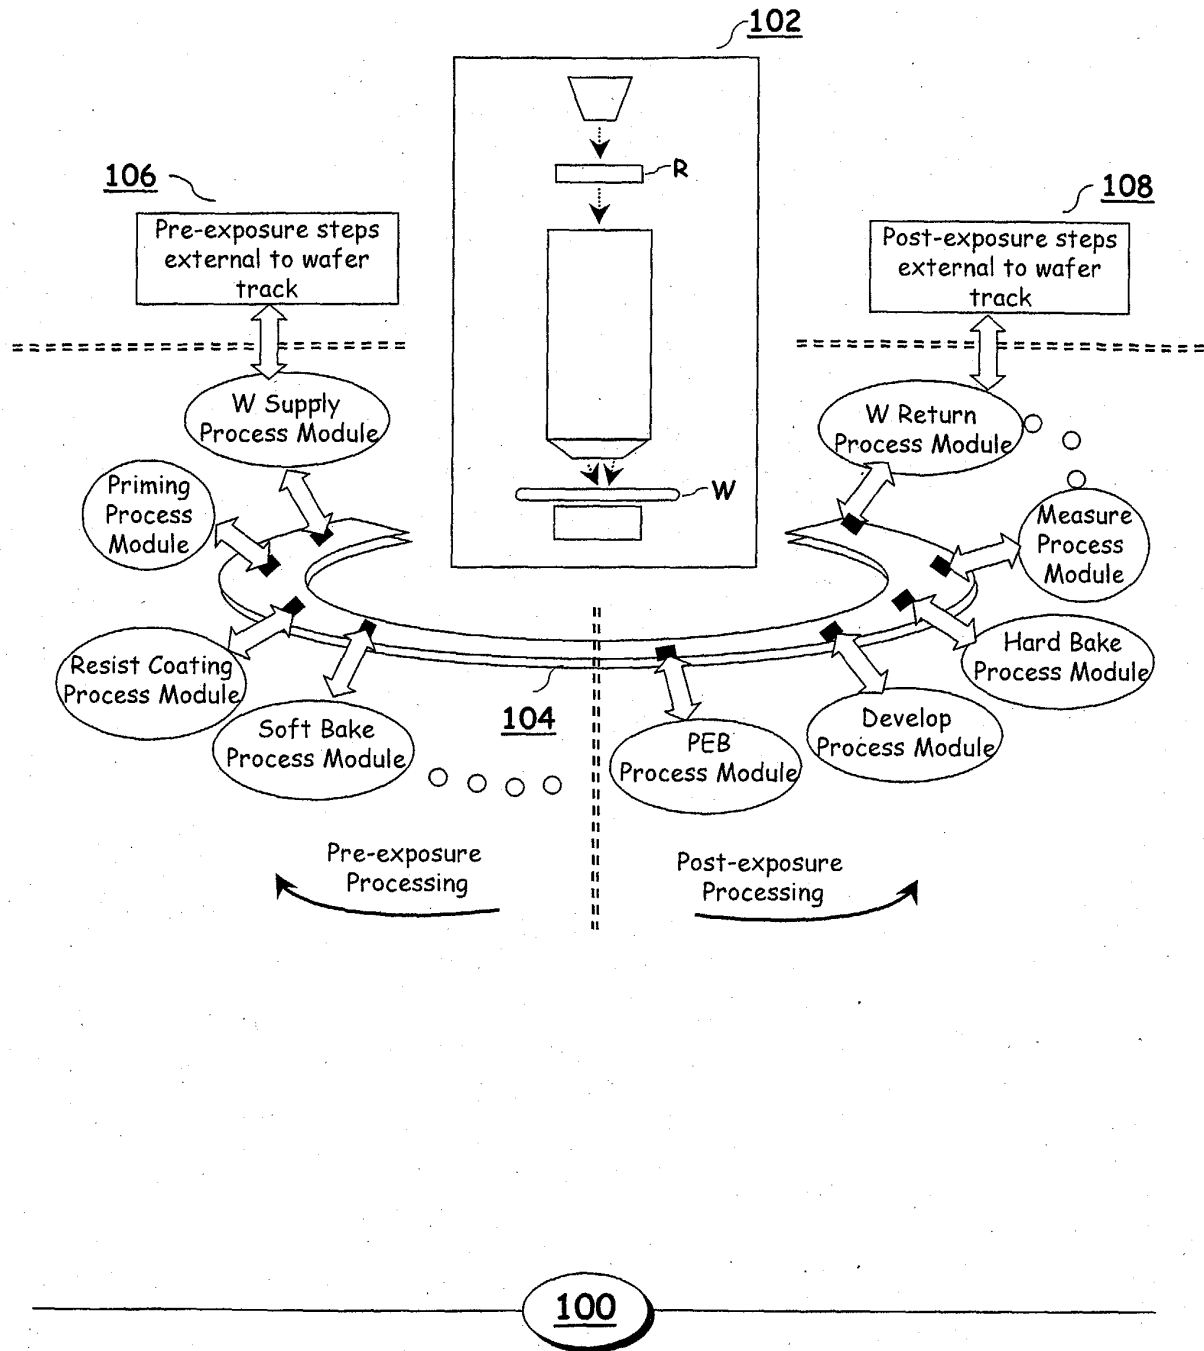 102
R
W
106
Pre-exposure steps
external to wafer
track
108
Post-exposure steps
external to wafer
track
W Supply
Process Module
Priming
Process
Module
Resist Coating
Process Module
Soft Bake
Process Module
104
W Return
Process Module
Measure
Process
Module
Hard Bake
Process Module
Develop
Process Module
PEB
Process Module
Pre-exposure
Processing
Post-exposure
Processing
100